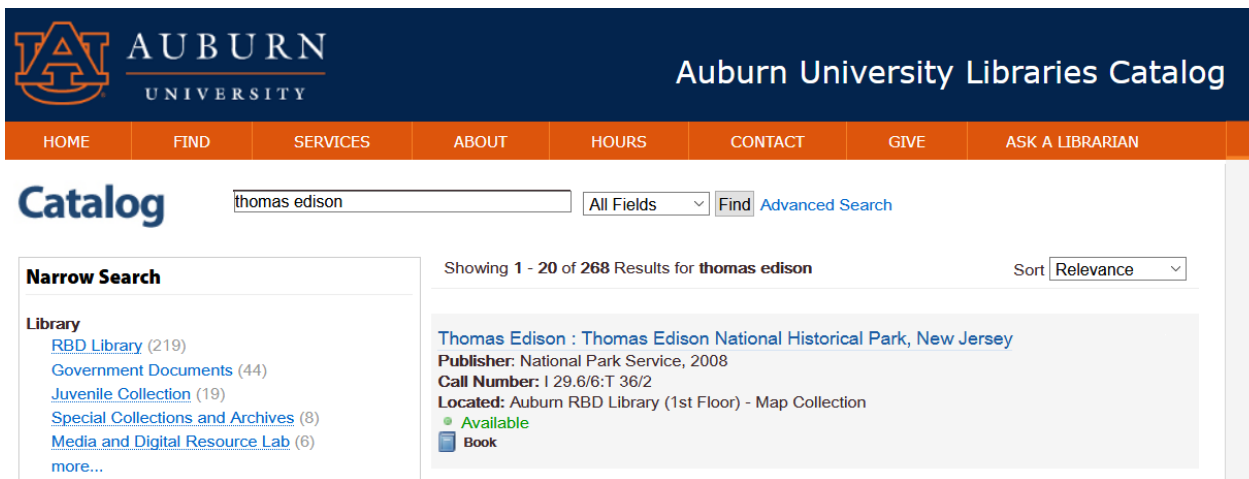 AUBURN
UNIVERSITY
Auburn University Libraries Catalog
HOME FIND SERVICES ABOUT HOURS CONTACT GIVE ASK A LIBRARIAN
Catalog thomas edison All Fields Find Advanced Search
Narrow Search
Library
RBD Library (219)
Government Documents (44)
Juvenile Collection (19)
Special Collections and Archives (8)
Media and Digital Resource Lab (6)
more...
Showing 1 - 20 of 268 Results for thomas edison
Sort Relevance
Thomas Edison : Thomas Edison National Historical Park, New Jersey
Publisher: National Park Service, 2008
Call Number: I 29.6/6:T 36/2
Located: Auburn RBD Library (1st Floor) - Map Collection
Available
Book